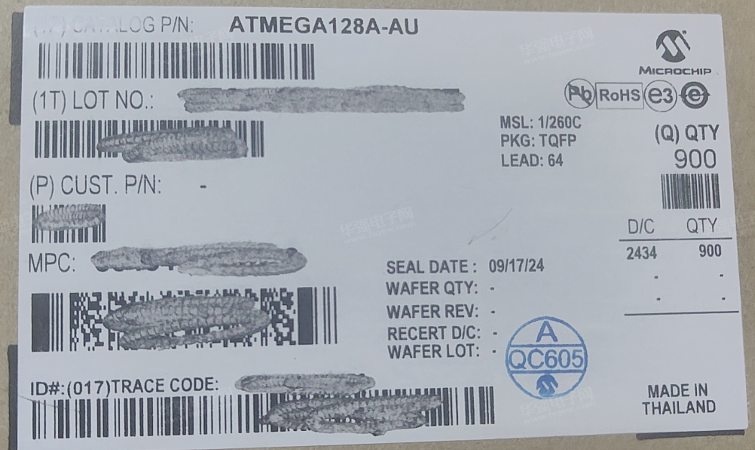 (1P) CATALOG P/N: ATMEGA128A-AU
MICROCHIP
(1T) LOT NO.:
Pb RoHS e3 e
MSL: 1/260C
PKG: TQFP
LEAD: 64
(Q) QTY
900
(P) CUST. P/N: -
D/C QTY
2434 900
- -
- -
MPC:
SEAL DATE : 09/17/24
WAFER QTY: -
WAFER REV: -
RECERT D/C: -
WAFER LOT: -
A
QC605
ID#:(017)TRACE CODE:
MADE IN
THAILAND